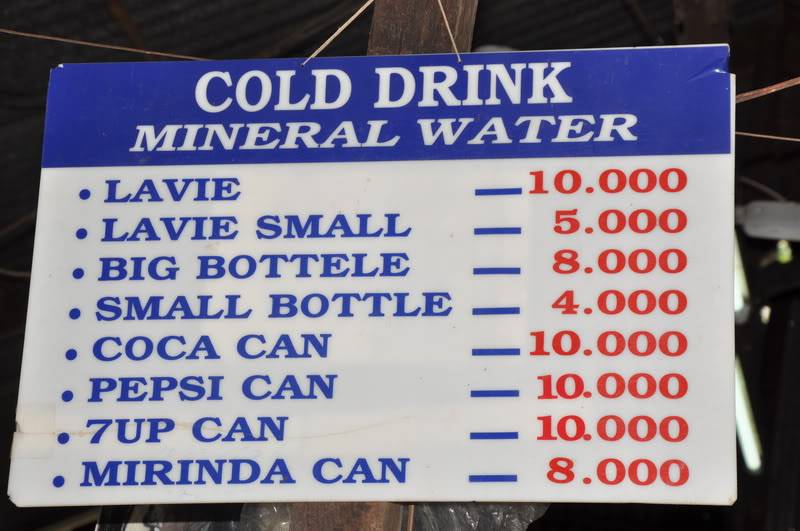 COLD DRINK
MINERAL WATER
• LAVIE — 10.000
• LAVIE SMALL — 5.000
• BIG BOTTELE — 8.000
• SMALL BOTTLE — 4.000
• COCA CAN — 10.000
• PEPSI CAN — 10.000
• 7UP CAN — 10.000
• MIRINDA CAN — 8.000